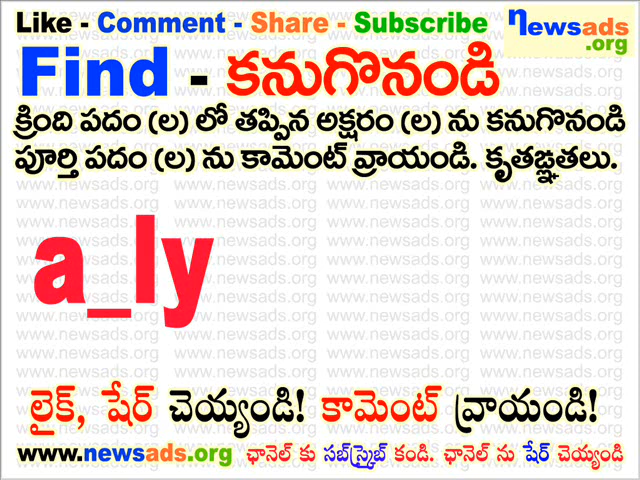 Like - Comment - Share - Subscribe
newsads
.org
Find - కనుగొనండి
క్రింది పదం (ల) లో తప్పిన అక్షరం (ల) ను కనుగొనండి
పూర్తి పదం (ల) ను కామెంట్ వ్రాయండి. కృతఙ్ఞతలు.
a_ly
లైక్, షేర్ చెయ్యండి! కామెంట్ వ్రాయండి!
www.newsads.org ఛానెల్ కు సబ్‌స్క్రైబ్ కండి. ఛానెల్ ను షేర్ చెయ్యండి